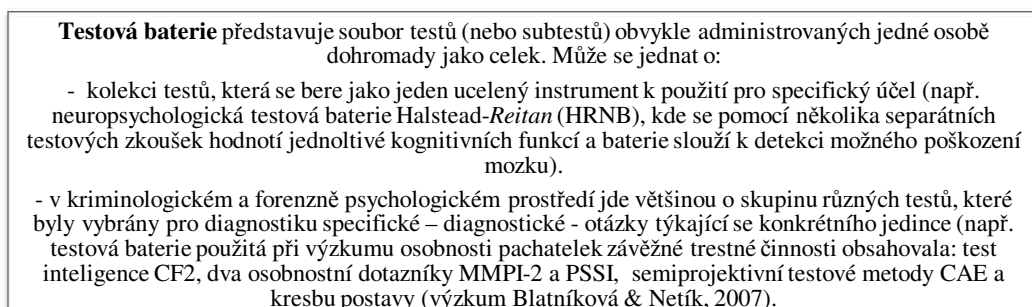 Testová baterie představuje soubor testů (nebo subtestů) obvykle administrovaných jedné osobě
dohromady jako celek. Může se jednat o:
- kolekci testů, která se bere jako jeden ucelený instrument k použití pro specifický účel (např.
neuropsychologická testová baterie Halstead-Reitan (HRNB), kde se pomocí několika separátních
testových zkoušek hodnotí jednoltivé kognitivních funkcí a baterie slouží k detekci možného poškození
mozku).
- v kriminologickém a forenzně psychologickém prostředí jde většinou o skupinu různých testů, které
byly vybrány pro diagnostiku specifické – diagnostické - otázky týkající se konkrétního jedince (např.
testová baterie použitá při výzkumu osobnosti pachatelek závěžné trestné činnosti obsahovala: test
inteligence CF2, dva osobnostní dotazníky MMPI-2 a PSSI, semiprojektivní testové metody CAE a
kresbu postavy (výzkum Blatníková & Netík, 2007).